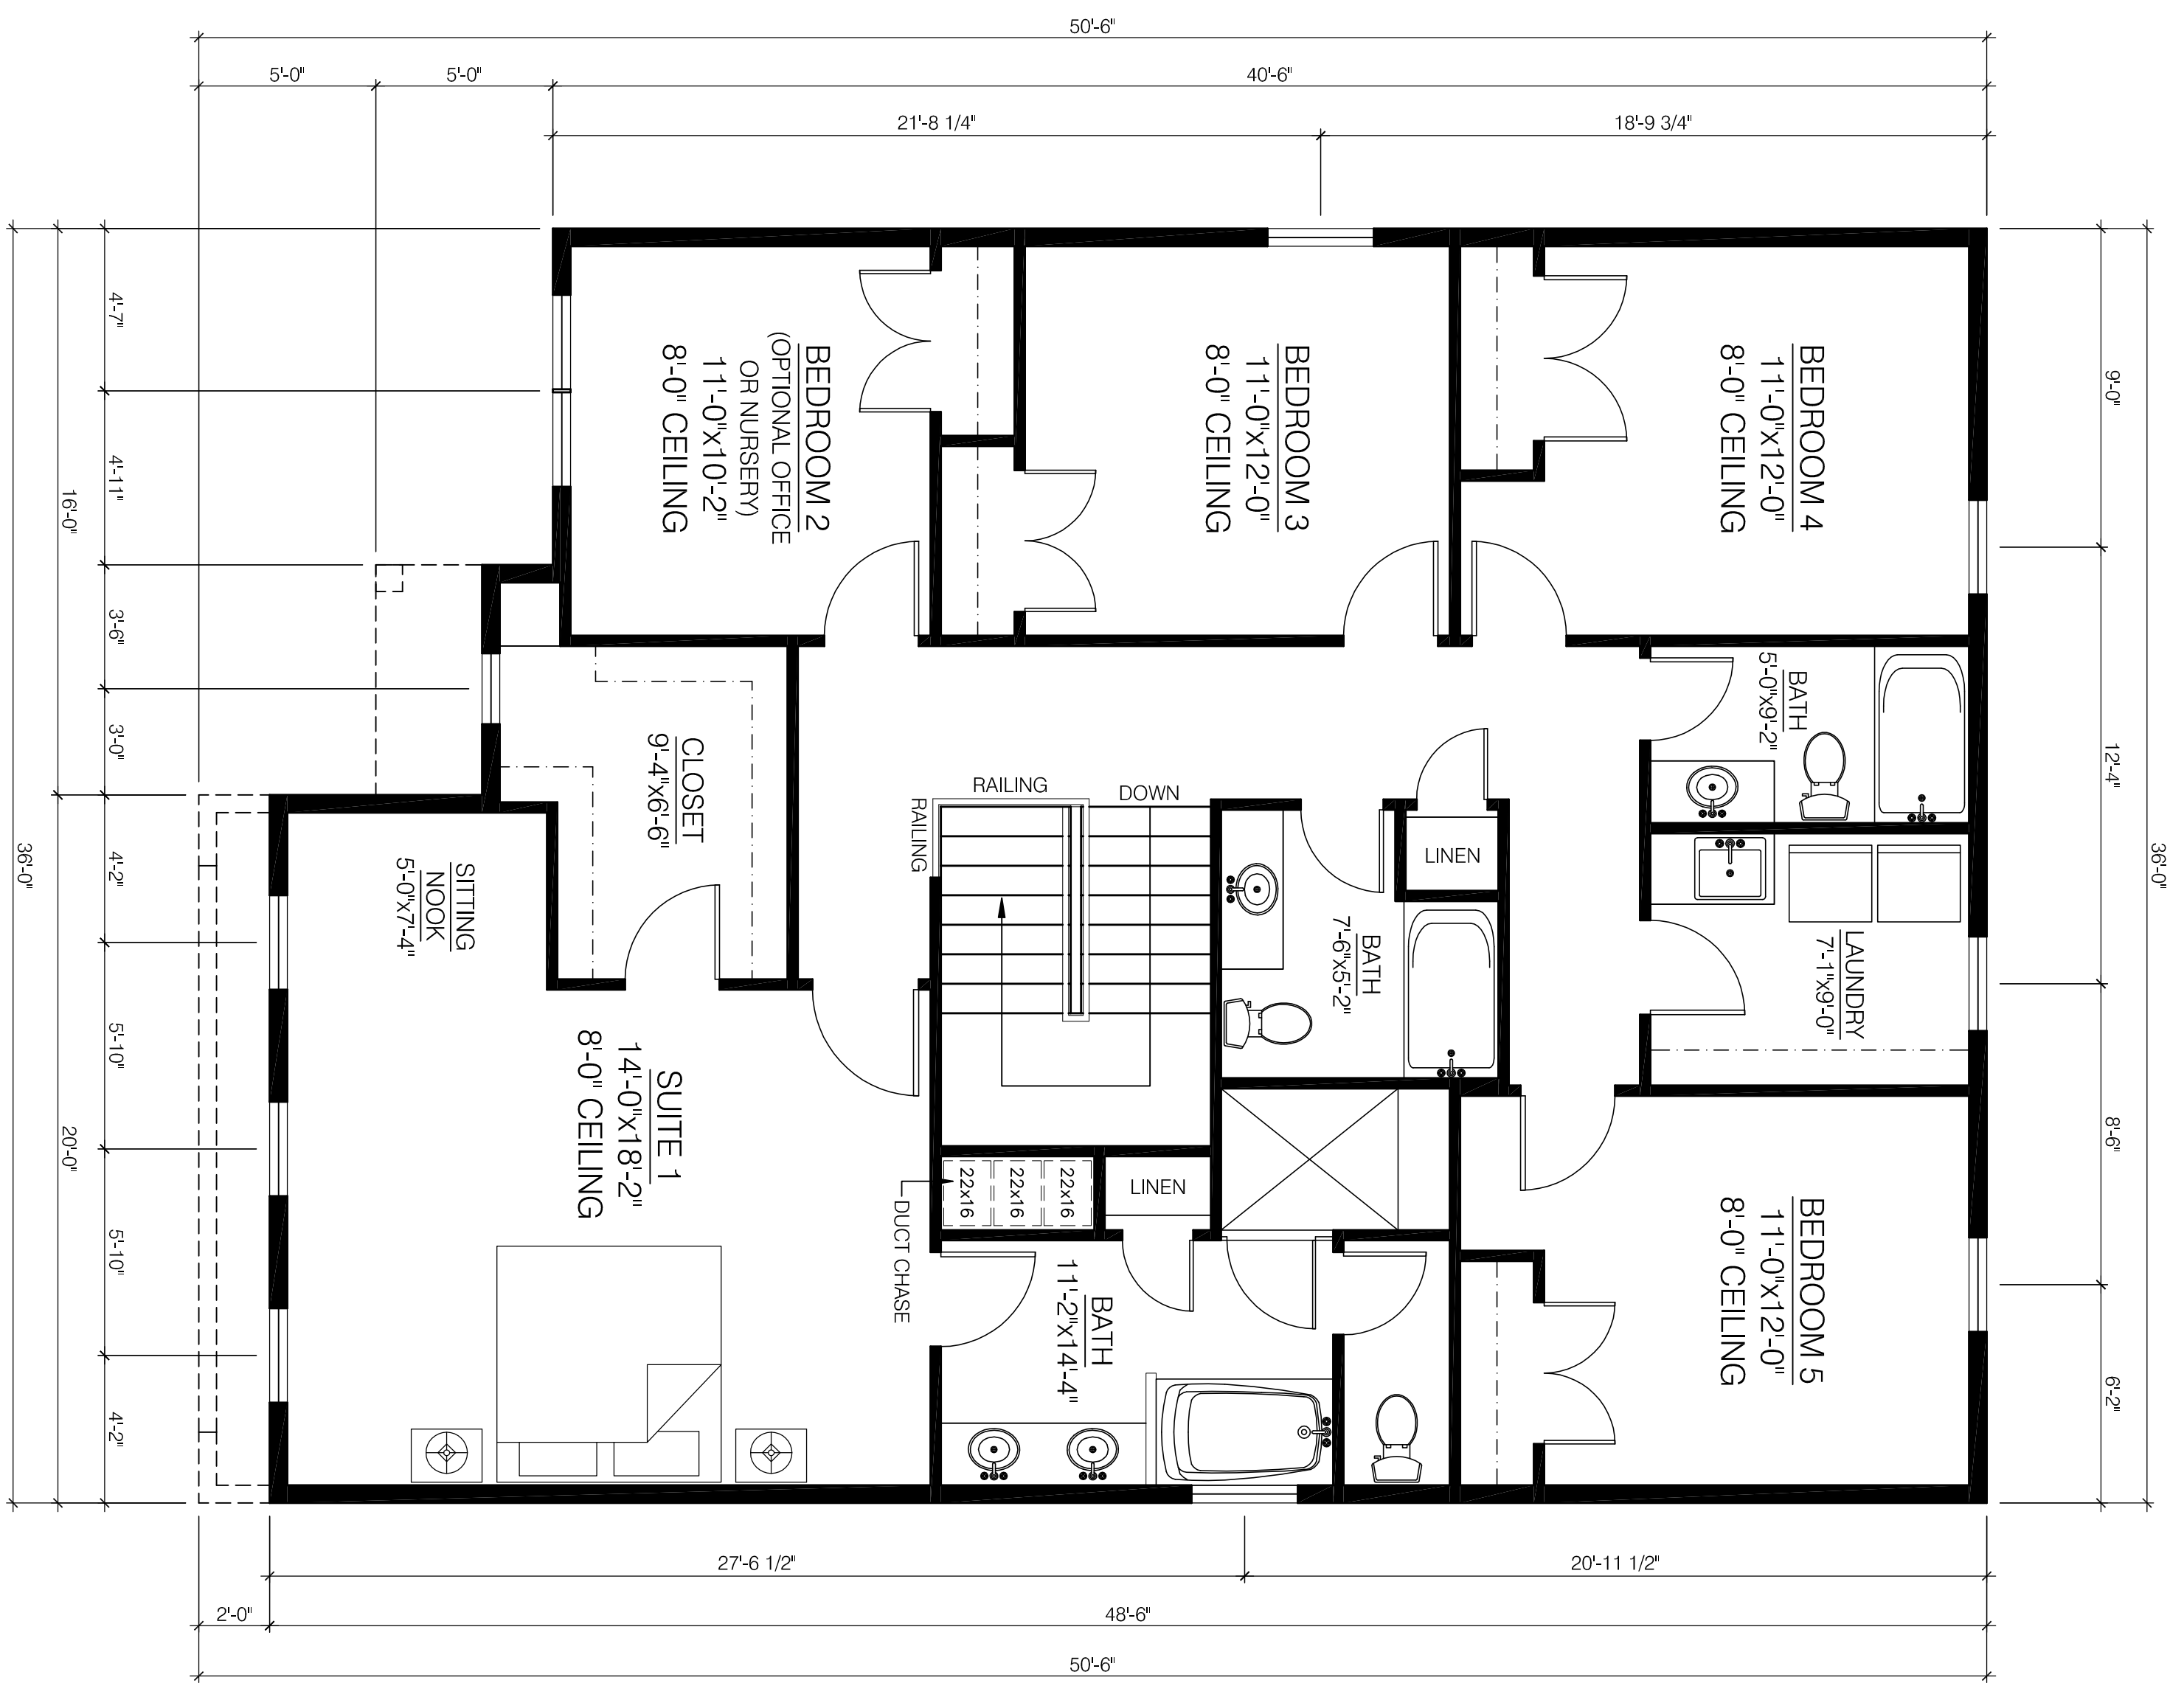 50'-6"
5'-0"
5'-0"
40'-6"
21'-8 1/4"
18'-9 3/4"
4'-7"
4'-11"
3'-6"
3'-0"
4'-2"
5'-10"
5'-10"
4'-2"
16'-0"
20'-0"
36'-0"
BEDROOM 2
(OPTIONAL OFFICE
OR NURSERY)
11'-0"x10'-2"
8'-0" CEILING
BEDROOM 3
11'-0"x12'-0"
8'-0" CEILING
BEDROOM 4
11'-0"x12'-0"
8'-0" CEILING
9'-0"
12'-4"
8'-6"
6'-2"
36'-0"
CLOSET
9'-4"x6'-6"
RAILING
DOWN
RAILING
LINEN
BATH
5'-0"x9'-2"
SITTING
NOOK
5'-0"x7'-4"
BATH
7'-6"x5'-2"
LAUNDRY
7'-1"x9'-0"
SUITE 1
14'-0"x18'-2"
8'-0" CEILING
22x16
22x16
22x16
LINEN
DUCT CHASE
BATH
11'-2"x14'-4"
BEDROOM 5
11'-0"x12'-0"
8'-0" CEILING
27'-6 1/2"
20'-11 1/2"
2'-0"
48'-6"
50'-6"